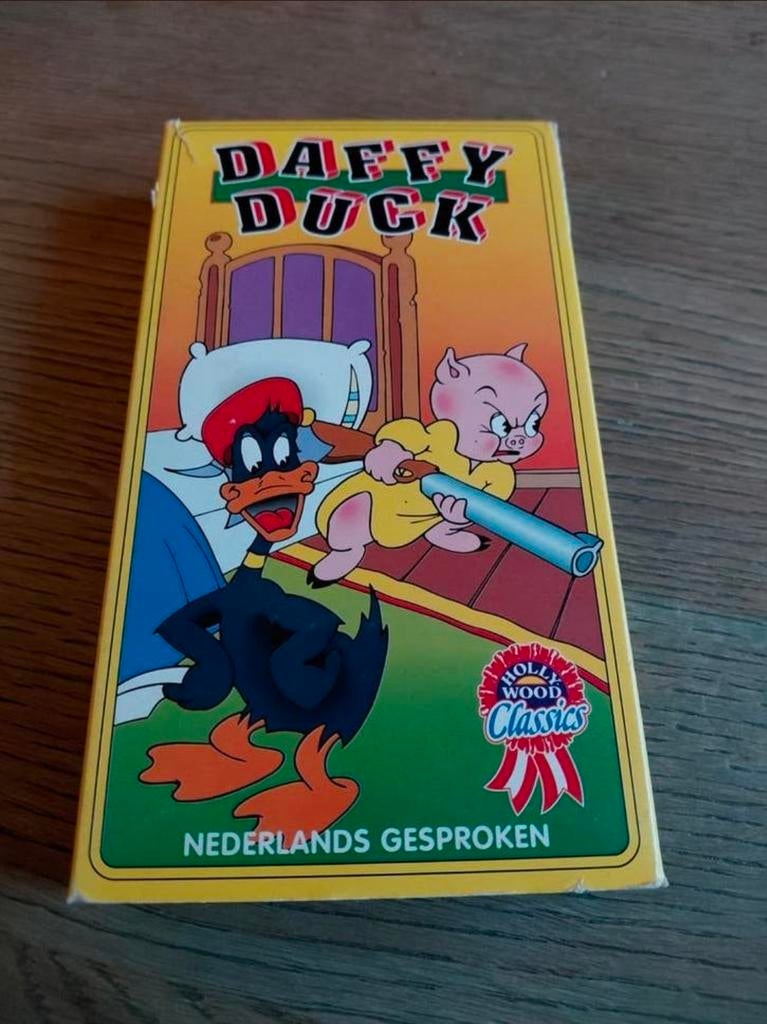 DAFFY
DUCK
HOLLY
WOOD
Classics
NEDERLANDS GESPROKEN